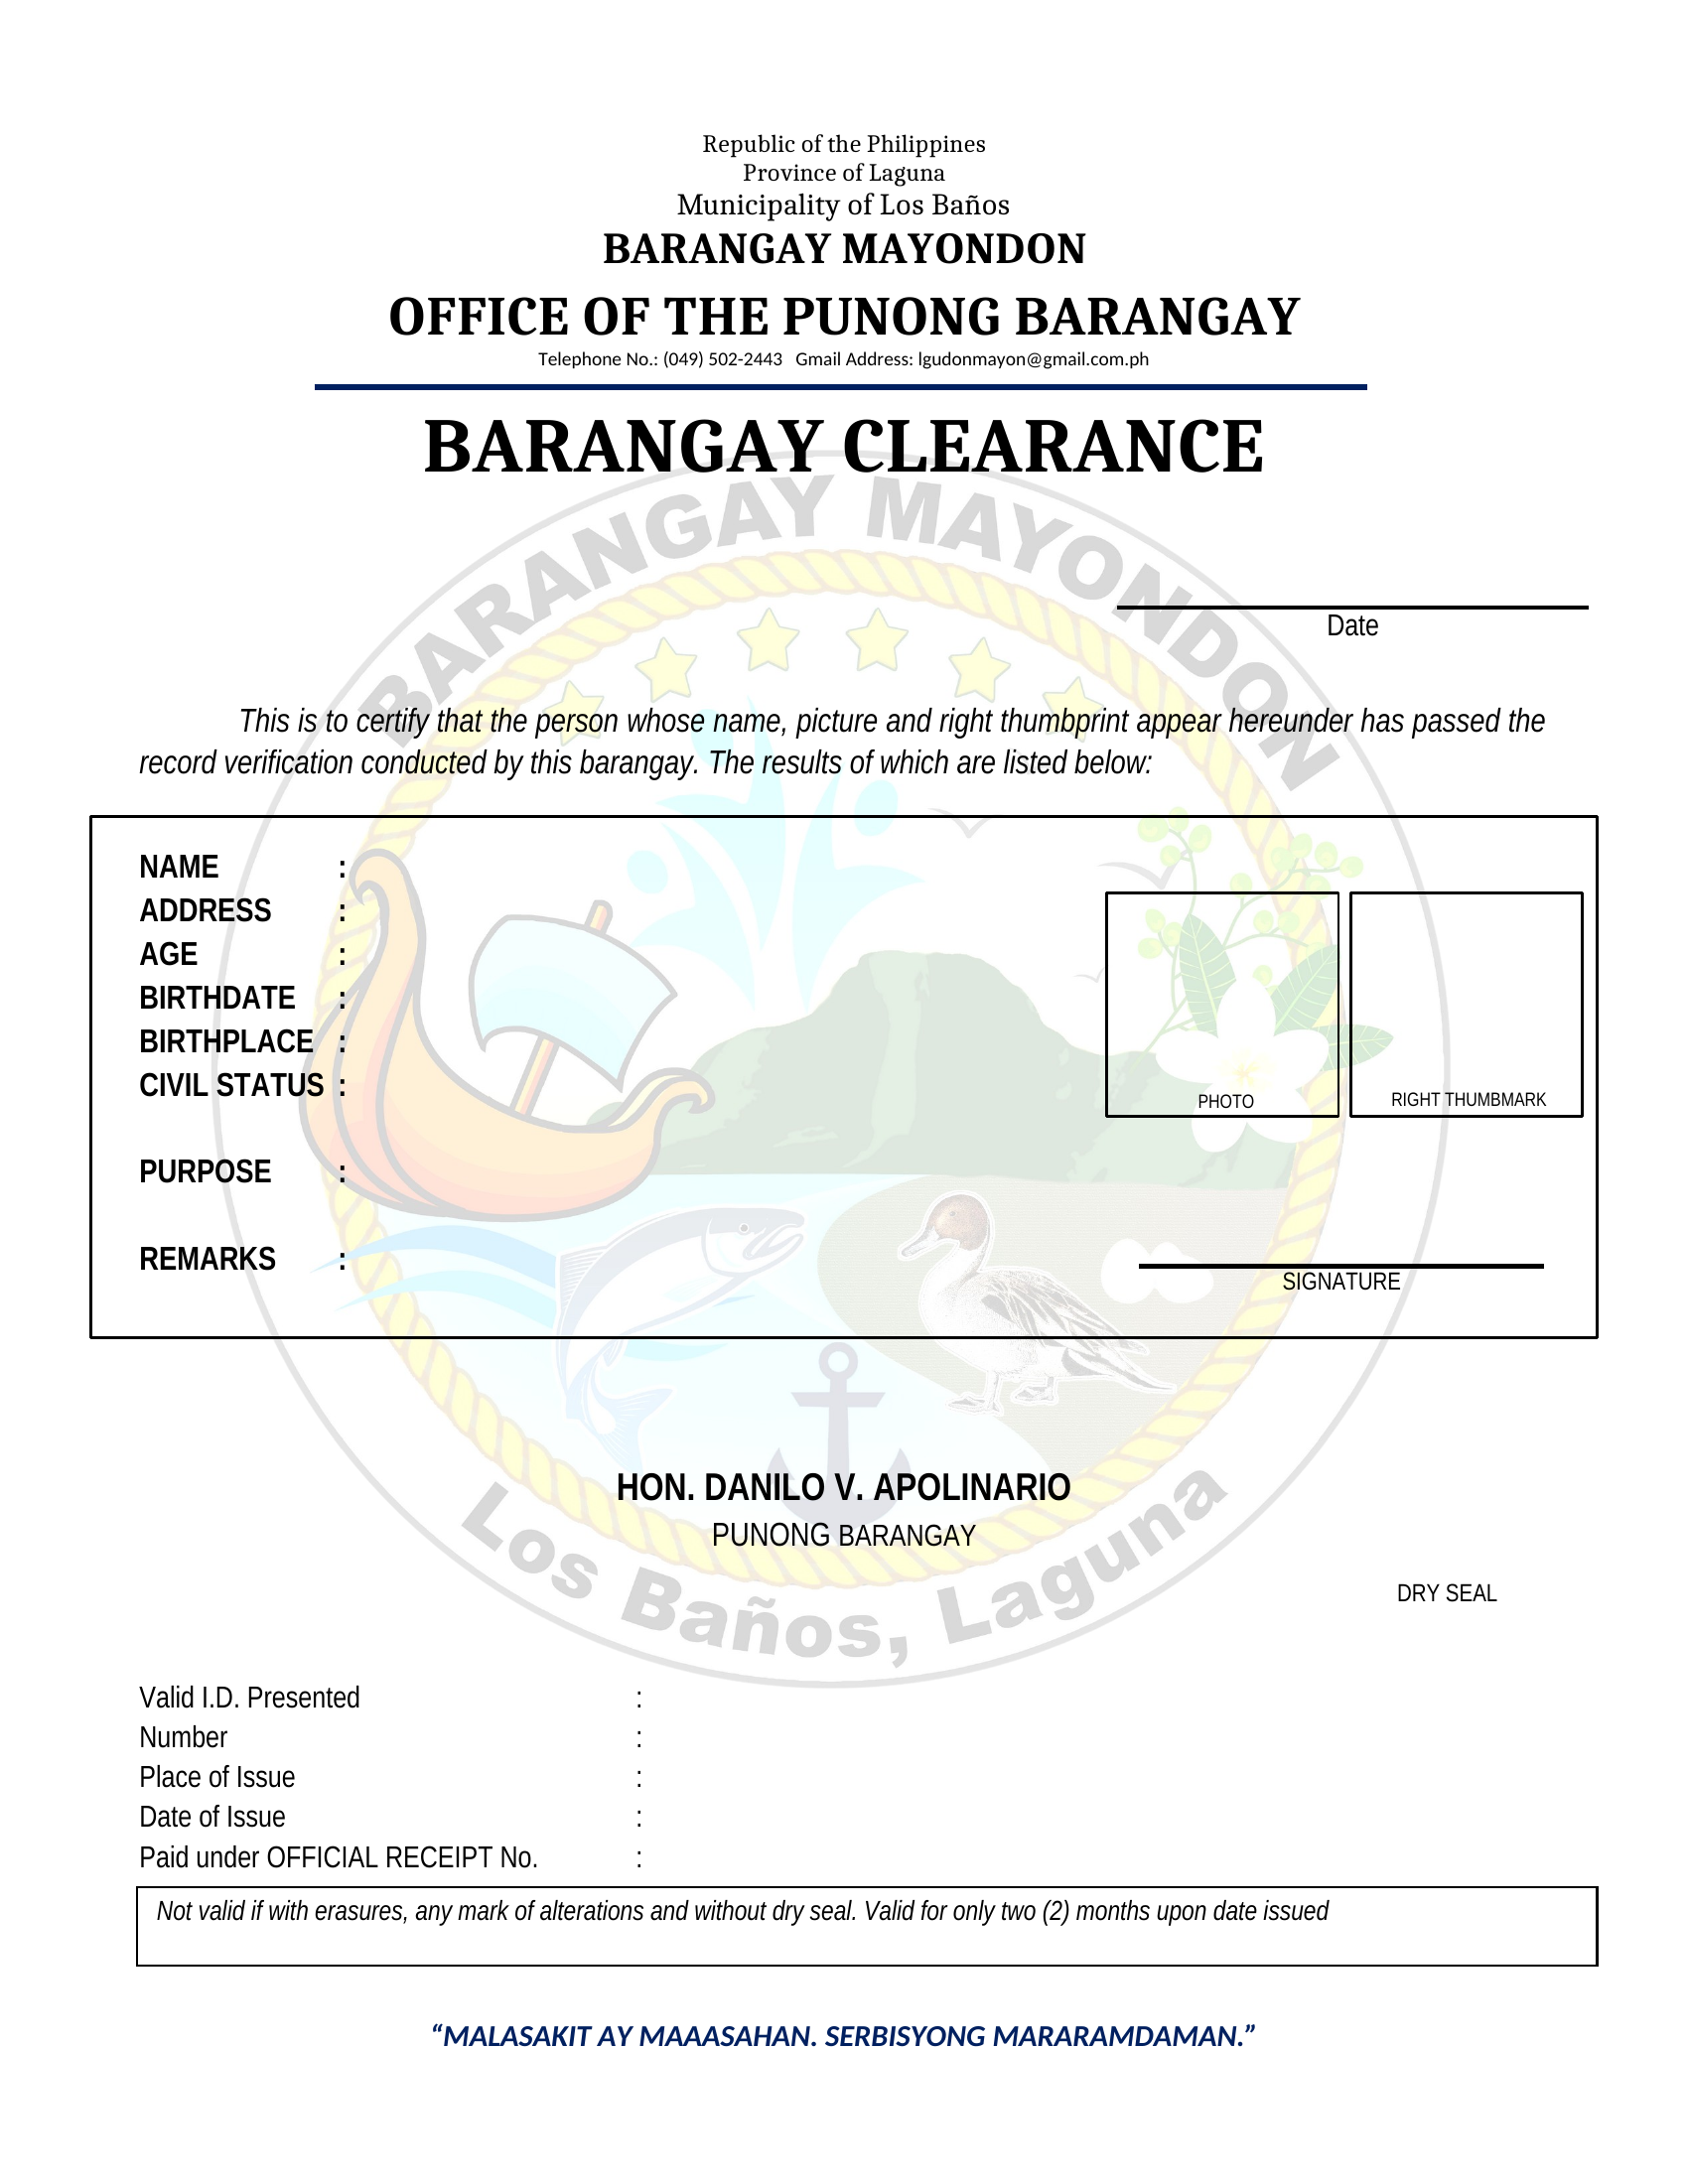 Republic of the Philippines
Province of Laguna
Municipality of Los Baños
BARANGAY MAYONDON
OFFICE OF THE PUNONG BARANGAY
Telephone No.: (049) 502-2443 Gmail Address: lgudonmayon@gmail.com.ph
BARANGAY CLEARANCE
BARANGAY MAYONDON
Date
This is to certify that the person whose name, picture and right thumbprint appear hereunder has passed the
record verification conducted by this barangay. The results of which are listed below:
NAME :
ADDRESS :
AGE :
BIRTHDATE :
BIRTHPLACE :
CIVIL STATUS :
PHOTO RIGHT THUMBMARK
PURPOSE :
REMARKS :
SIGNATURE
HON. DANILO V. APOLINARIO
PUNONG BARANGAY
Los Baños, Laguna
DRY SEAL
Valid I.D. Presented :
Number :
Place of Issue :
Date of Issue :
Paid under OFFICIAL RECEIPT No. :
Not valid if with erasures, any mark of alterations and without dry seal. Valid for only two (2) months upon date issued
“MALASAKIT AY MAAASAHAN. SERBISYONG MARARAMDAMAN.”